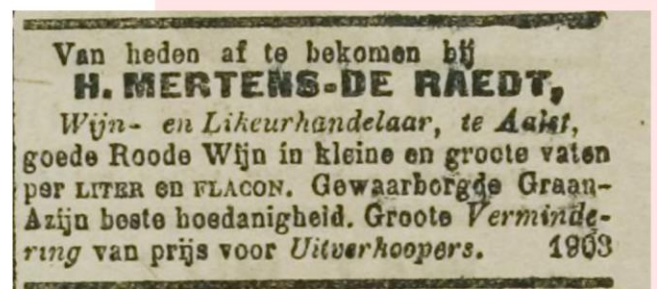 Van heden af te bekomen bij
H. MERTENS-DE RAEDT,
Wijn- en Likeurhandelaar, te Aalst,
goede Roode Wijn in kleine en groote vaten
per LITER en FLACON. Gewaarborgde Graan-
Azijn beste hoedanigheid. Groote Verminde-
ring van prijs voor Uitverkoopers. 1903